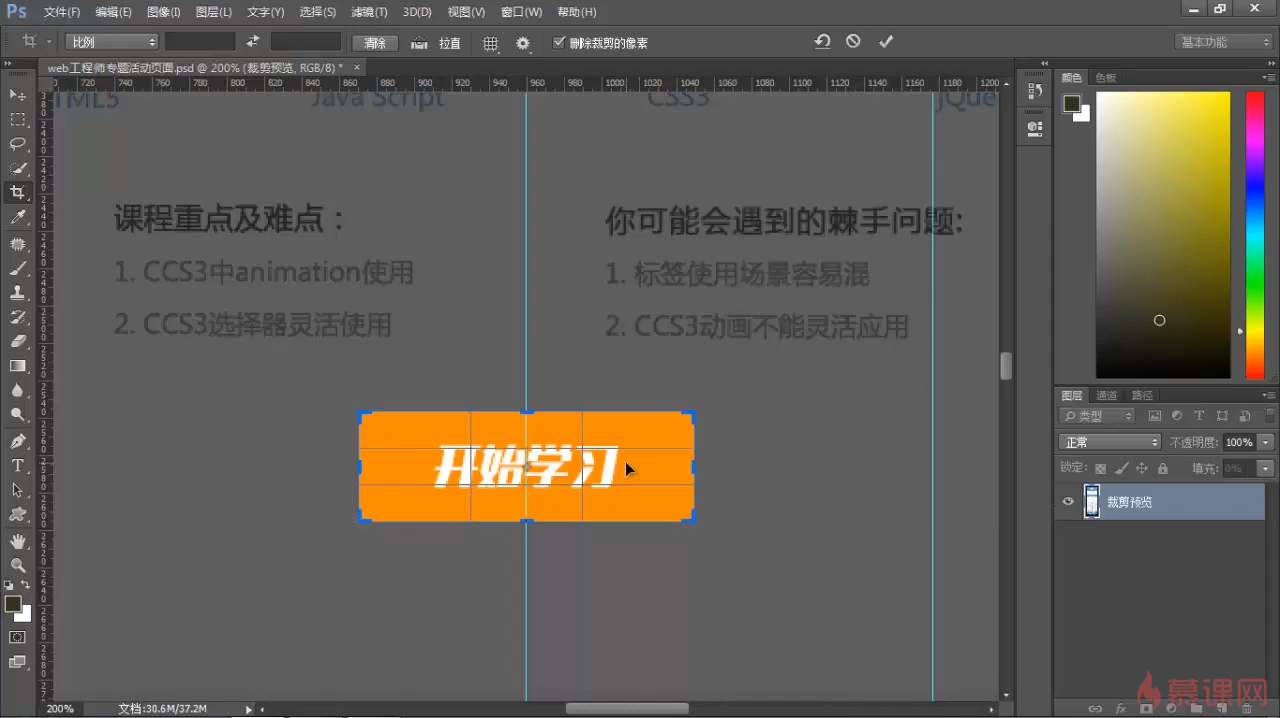 Ps 文件(F) 编辑(E) 图像(I) 图层(L) 文字(Y) 选择(S) 滤镜(T) 3D(D) 视图(V) 窗口(W) 帮助(H)
比例 清除 拉直 删除裁剪的像素 基本功能
web工程师专题活动页面.psd @ 200% (裁剪预览, RGB/8) *
720 740 760 780 800 820 840 860 880 900 920 940 960 980 1000 1020 1040 1060 1080 1100 1120 1140 1160 1180 1200
TML5 Java Script CSS3 jQue
课程重点及难点：
1. CCS3中animation使用
2. CCS3选择器灵活使用
你可能会遇到的棘手问题:
1. 标签使用场景容易混
2. CCS3动画不能灵活应用
开始学习
颜色 色板
图层 通道 路径
类型
正常 不透明度: 100%
锁定: 填充: 0%
裁剪预览
200% 文档:30.6M/37.2M
慕课网